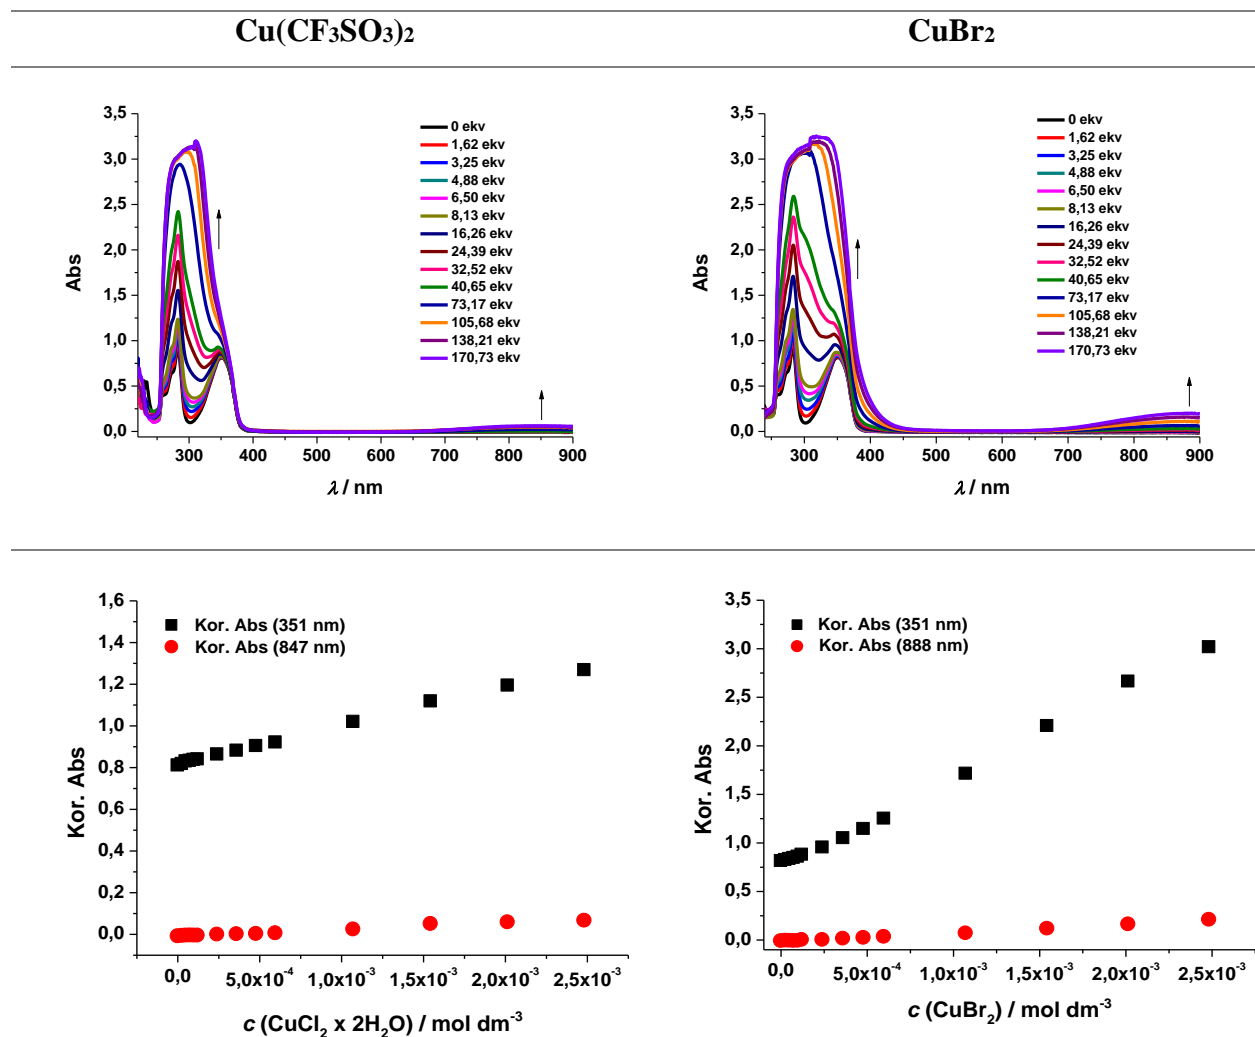 Cu(CF₃SO₃)₂
CuBr₂
3,5
3,0
2,5
2,0
1,5
1,0
0,5
0,0
Abs
300 400 500 600 700 800 900
λ / nm
0 ekv
1,62 ekv
3,25 ekv
4,88 ekv
6,50 ekv
8,13 ekv
16,26 ekv
24,39 ekv
32,52 ekv
40,65 ekv
73,17 ekv
105,68 ekv
138,21 ekv
170,73 ekv
3,5
3,0
2,5
2,0
1,5
1,0
0,5
0,0
Abs
300 400 500 600 700 800 900
λ / nm
0 ekv
1,62 ekv
3,25 ekv
4,88 ekv
6,50 ekv
8,13 ekv
16,26 ekv
24,39 ekv
32,52 ekv
40,65 ekv
73,17 ekv
105,68 ekv
138,21 ekv
170,73 ekv
1,6
1,4
1,2
1,0
0,8
0,6
0,4
0,2
0,0
Kor. Abs
Kor. Abs (351 nm)
Kor. Abs (847 nm)
0,0 5,0x10⁻⁴ 1,0x10⁻³ 1,5x10⁻³ 2,0x10⁻³ 2,5x10⁻³
c (CuCl₂ x 2H₂O) / mol dm⁻³
3,5
3,0
2,5
2,0
1,5
1,0
0,5
0,0
Kor. Abs
Kor. Abs (351 nm)
Kor. Abs (888 nm)
0,0 5,0x10⁻⁴ 1,0x10⁻³ 1,5x10⁻³ 2,0x10⁻³ 2,5x10⁻³
c (CuBr₂) / mol dm⁻³